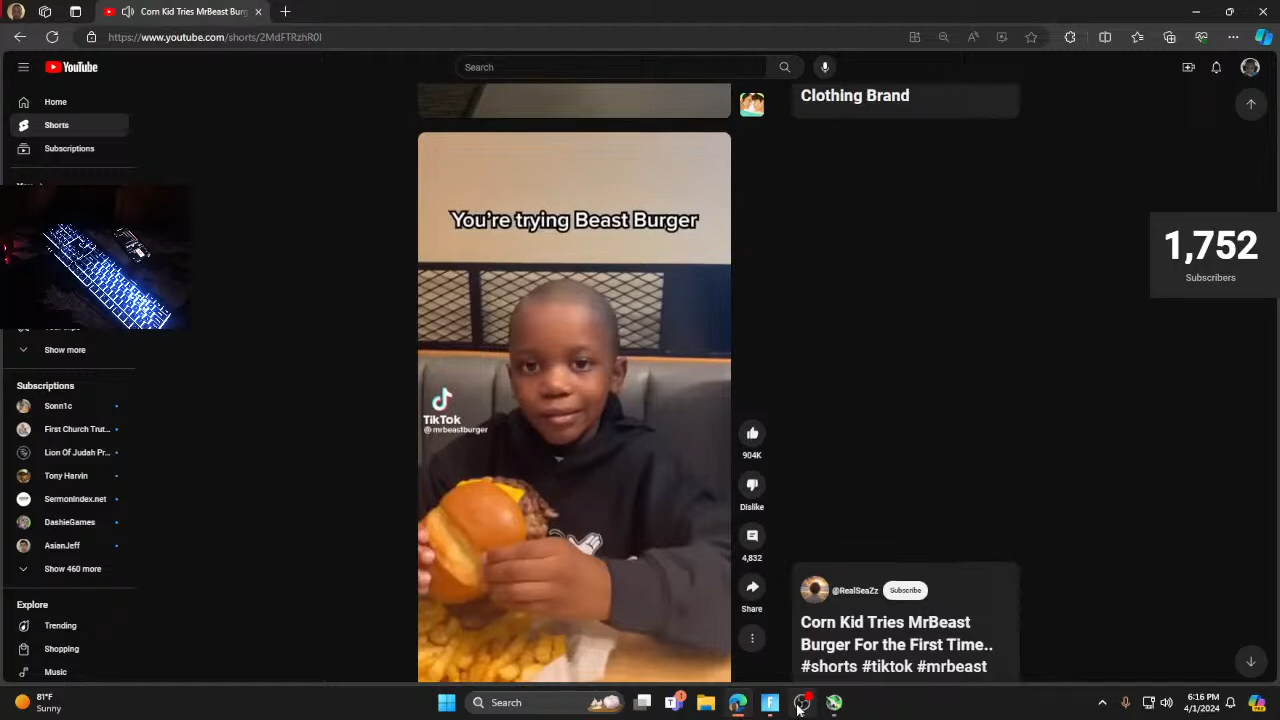 Corn Kid Tries MrBeast Burg
https://www.youtube.com/shorts/2MdFTRzhR0I
YouTube
Search
Home
Shorts
Subscriptions
Clothing Brand
You're trying Beast Burger
1,752
Subscribers
Show more
Subscriptions
Sonn1c
First Church Trut...
Lion Of Judah Pr...
Tony Harvin
SermonIndex.net
DashieGames
AsianJeff
Show 460 more
Explore
Trending
Shopping
Music
TikTok
@mrbeastburger
904K
Dislike
4,832
Share
@RealSeaZz
Subscribe
Corn Kid Tries MrBeast
Burger For the First Time..
#shorts #tiktok #mrbeast
81°F
Sunny
Search
6:16 PM
4/1/2024